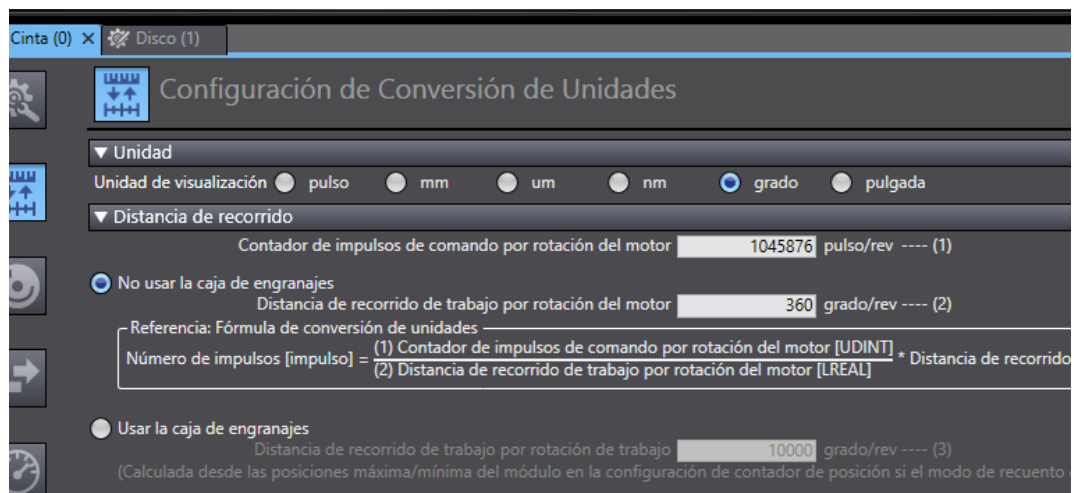 Cinta (0) × Disco (1)
Configuración de Conversión de Unidades
▼ Unidad
Unidad de visualización pulso mm um nm grado pulgada
▼ Distancia de recorrido
Contador de impulsos de comando por rotación del motor 1045876 pulso/rev ---- (1)
No usar la caja de engranajes
Distancia de recorrido de trabajo por rotación del motor 360 grado/rev ---- (2)
Referencia: Fórmula de conversión de unidades
Número de impulsos [impulso] = (1) Contador de impulsos de comando por rotación del motor [UDINT] * Distancia de recorrido
(2) Distancia de recorrido de trabajo por rotación del motor [LREAL]
Usar la caja de engranajes
Distancia de recorrido de trabajo por rotación de trabajo 10000 grado/rev ---- (3)
(Calculada desde las posiciones máxima/mínima del módulo en la configuración de contador de posición si el modo de recuento